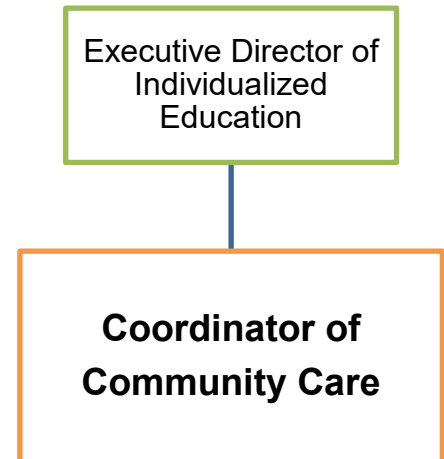 Executive Director of
Individualized
Education
Coordinator of
Community Care